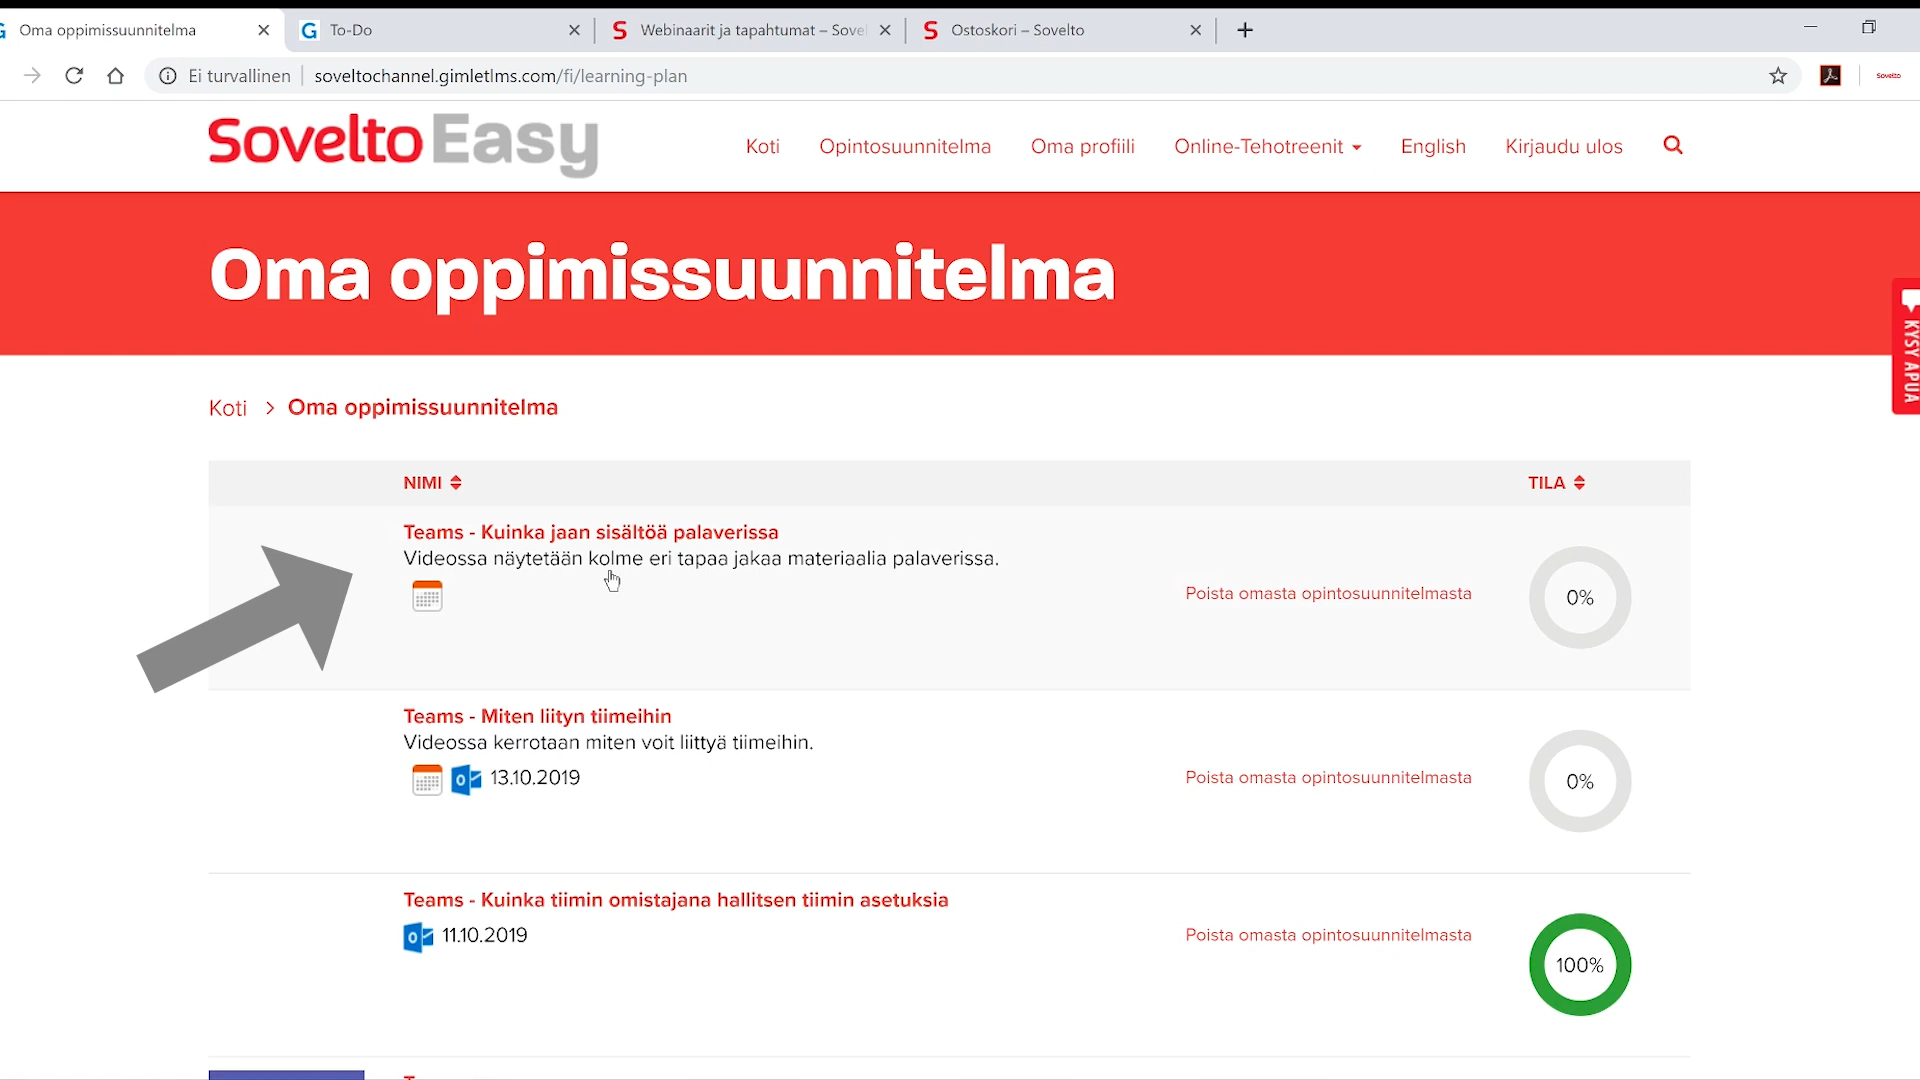 Oma oppimissuunnitelma
To-Do
Webinaarit ja tapahtumat – Sove
Ostoskori – Sovelto
Ei turvallinen
soveltochannel.gimletlms.com/fi/learning-plan
Sovelto
Sovelto Easy
Koti
Opintosuunnitelma
Oma profiili
Online-Tehotreenit
English
Kirjaudu ulos
Oma oppimissuunnitelma
KYSY APUA
Koti > Oma oppimissuunnitelma
NIMI
TILA
Teams - Kuinka jaan sisältöä palaverissa
Videossa näytetään kolme eri tapaa jakaa materiaalia palaverissa.
Poista omasta opintosuunnitelmasta
0%
Teams - Miten liityn tiimeihin
Videossa kerrotaan miten voit liittyä tiimeihin.
13.10.2019
Poista omasta opintosuunnitelmasta
0%
Teams - Kuinka tiimin omistajana hallitsen tiimin asetuksia
11.10.2019
Poista omasta opintosuunnitelmasta
100%